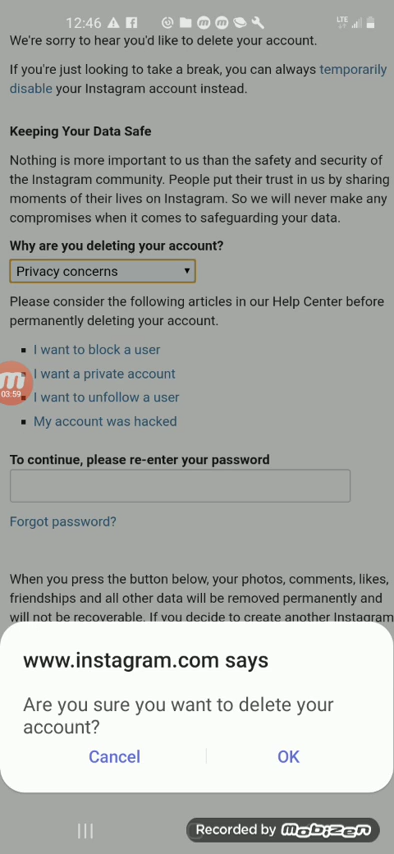 12:46
LTE
We're sorry to hear you'd like to delete your account.
If you're just looking to take a break, you can always temporarily
disable your Instagram account instead.
Keeping Your Data Safe
Nothing is more important to us than the safety and security of
the Instagram community. People put their trust in us by sharing
moments of their lives on Instagram. So we will never make any
compromises when it comes to safeguarding your data.
Why are you deleting your account?
Privacy concerns
Please consider the following articles in our Help Center before
permanently deleting your account.
I want to block a user
I want a private account
03:59
I want to unfollow a user
My account was hacked
To continue, please re-enter your password
Forgot password?
When you press the button below, your photos, comments, likes,
friendships and all other data will be removed permanently and
will not be recoverable. If you decide to create another Instagram
www.instagram.com says
Are you sure you want to delete your
account?
Cancel
OK
Recorded by mobizen